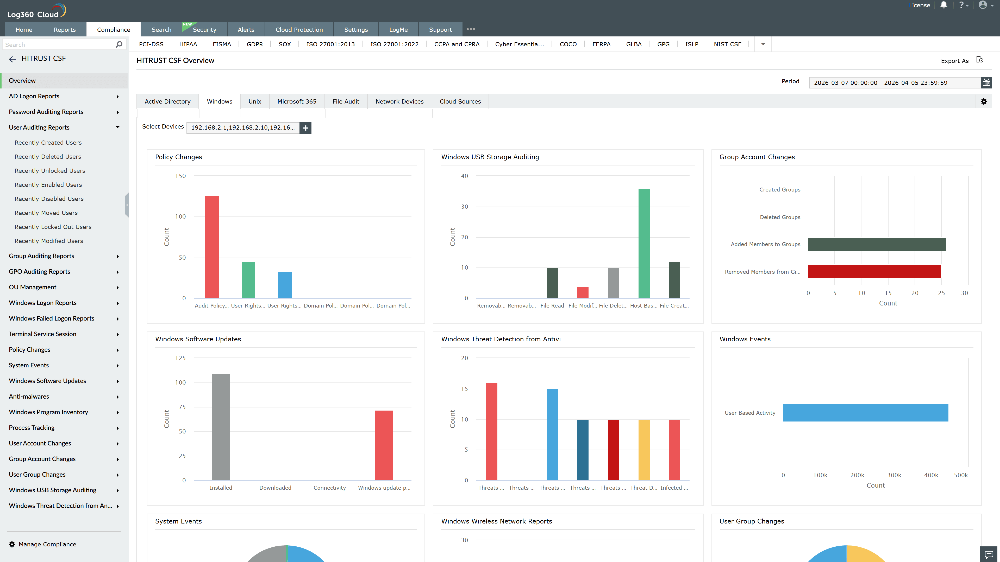 License
?
Log360 Cloud
Home
Reports
Compliance
Search
NEW
Security
Alerts
Cloud Protection
Settings
LogMe
Support
Search
PCI-DSS
HIPAA
FISMA
GDPR
SOX
ISO 27001:2013
ISO 27001:2022
CCPA and CPRA
Cyber Essentia...
COCO
FERPA
GLBA
GPG
ISLP
NIST CSF
HITRUST CSF
Overview
AD Logon Reports
Password Auditing Reports
User Auditing Reports
Recently Created Users
Recently Deleted Users
Recently Unlocked Users
Recently Enabled Users
Recently Disabled Users
Recently Moved Users
Recently Locked Out Users
Recently Modified Users
Group Auditing Reports
GPO Auditing Reports
OU Management
Windows Logon Reports
Windows Failed Logon Reports
Terminal Service Session
Policy Changes
System Events
Windows Software Updates
Anti-malwares
Windows Program Inventory
Process Tracking
User Account Changes
Group Account Changes
User Group Changes
Windows USB Storage Auditing
Windows Threat Detection from An...
Manage Compliance
HITRUST CSF Overview
Export As
Period
2026-03-07 00:00:00 - 2026-04-05 23:59:59
Active Directory
Windows
Unix
Microsoft 365
File Audit
Network Devices
Cloud Sources
Select Devices
192.168.2.1,192.168.2.10,192.16...
Policy Changes
150
100
50
0
Count
Audit Policy...
User Rights...
User Rights...
Domain Pol...
Domain Pol...
Domain Pol...
Windows USB Storage Auditing
40
30
20
10
0
Count
Removab...
Removab...
File Read
File Modif...
File Delet...
Host Bas...
File Creat...
Group Account Changes
Created Groups
Deleted Groups
Added Members to Groups
Removed Members from Gr...
0
5
10
15
20
25
30
Count
Windows Software Updates
125
100
75
50
25
0
Count
Installed
Downloaded
Connectivity
Windows update p...
Windows Threat Detection from Antivi...
20
15
10
5
0
Count
Threats ...
Threats ...
Threats ...
Threats ...
Threats ...
Threat D...
Infected ...
Windows Events
User Based Activity
0
100k
200k
300k
400k
500k
Count
System Events
Windows Wireless Network Reports
30
User Group Changes